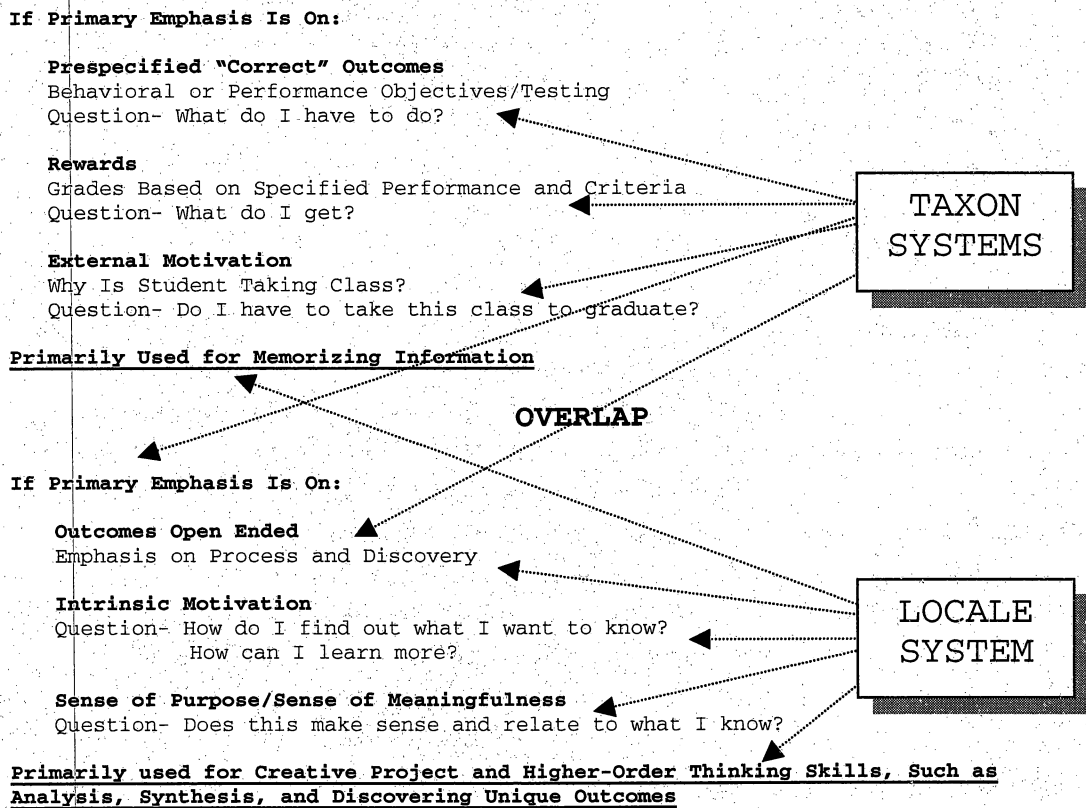 If Primary Emphasis Is On:
Prespecified “Correct” Outcomes
Behavioral or Performance Objectives/Testing
Question- What do I have to do?
Rewards
Grades Based on Specified Performance and Criteria
Question- What do I get?
External Motivation
Why Is Student Taking Class?
Question- Do I have to take this class to graduate?
Primarily Used for Memorizing Information
TAXON
SYSTEMS
OVERLAP
If Primary Emphasis Is On:
Outcomes Open Ended
Emphasis on Process and Discovery
Intrinsic Motivation
Question- How do I find out what I want to know?
How can I learn more?
Sense of Purpose/Sense of Meaningfulness
Question- Does this make sense and relate to what I know?
LOCALE
SYSTEM
Primarily used for Creative Project and Higher-Order Thinking Skills, Such as
Analysis, Synthesis, and Discovering Unique Outcomes